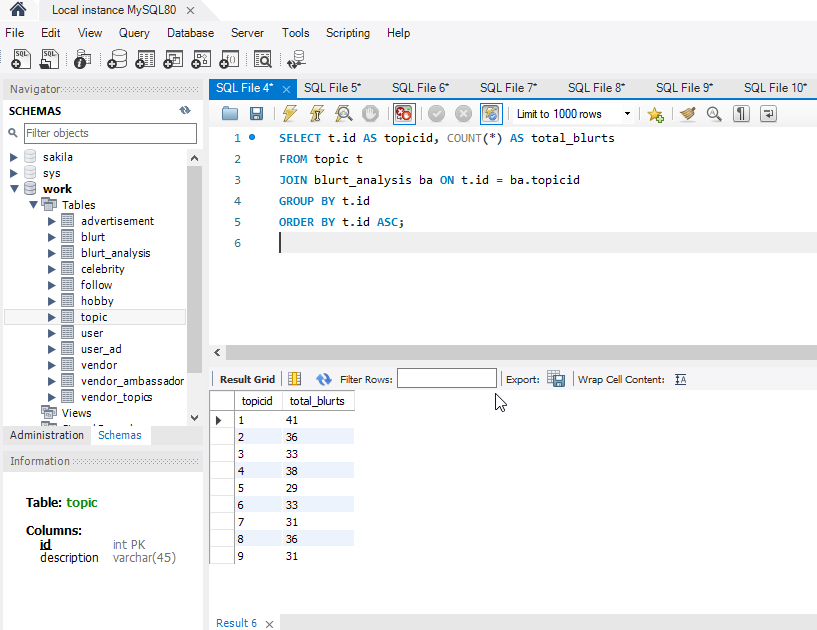 Local instance MySQL80
File Edit View Query Database Server Tools Scripting Help
Navigator
SCHEMAS
Filter objects
sakila
sys
work
Tables
advertisement
blurt
blurt_analysis
celebrity
follow
hobby
topic
user
user_ad
vendor
vendor_ambassador
vendor_topics
Views
Administration Schemas
Information
Table: topic
Columns:
id int PK
description varchar(45)
SQL File 4* SQL File 5* SQL File 6* SQL File 7* SQL File 8* SQL File 9* SQL File 10*
Limit to 1000 rows
1 SELECT t.id AS topicid, COUNT(*) AS total_blurts
2 FROM topic t
3 JOIN blurt_analysis ba ON t.id = ba.topicid
4 GROUP BY t.id
5 ORDER BY t.id ASC;
6
Result Grid Filter Rows: Export: Wrap Cell Content:
topicid total_blurts
1 41
2 36
3 33
4 38
5 29
6 33
7 31
8 36
9 31
Result 6